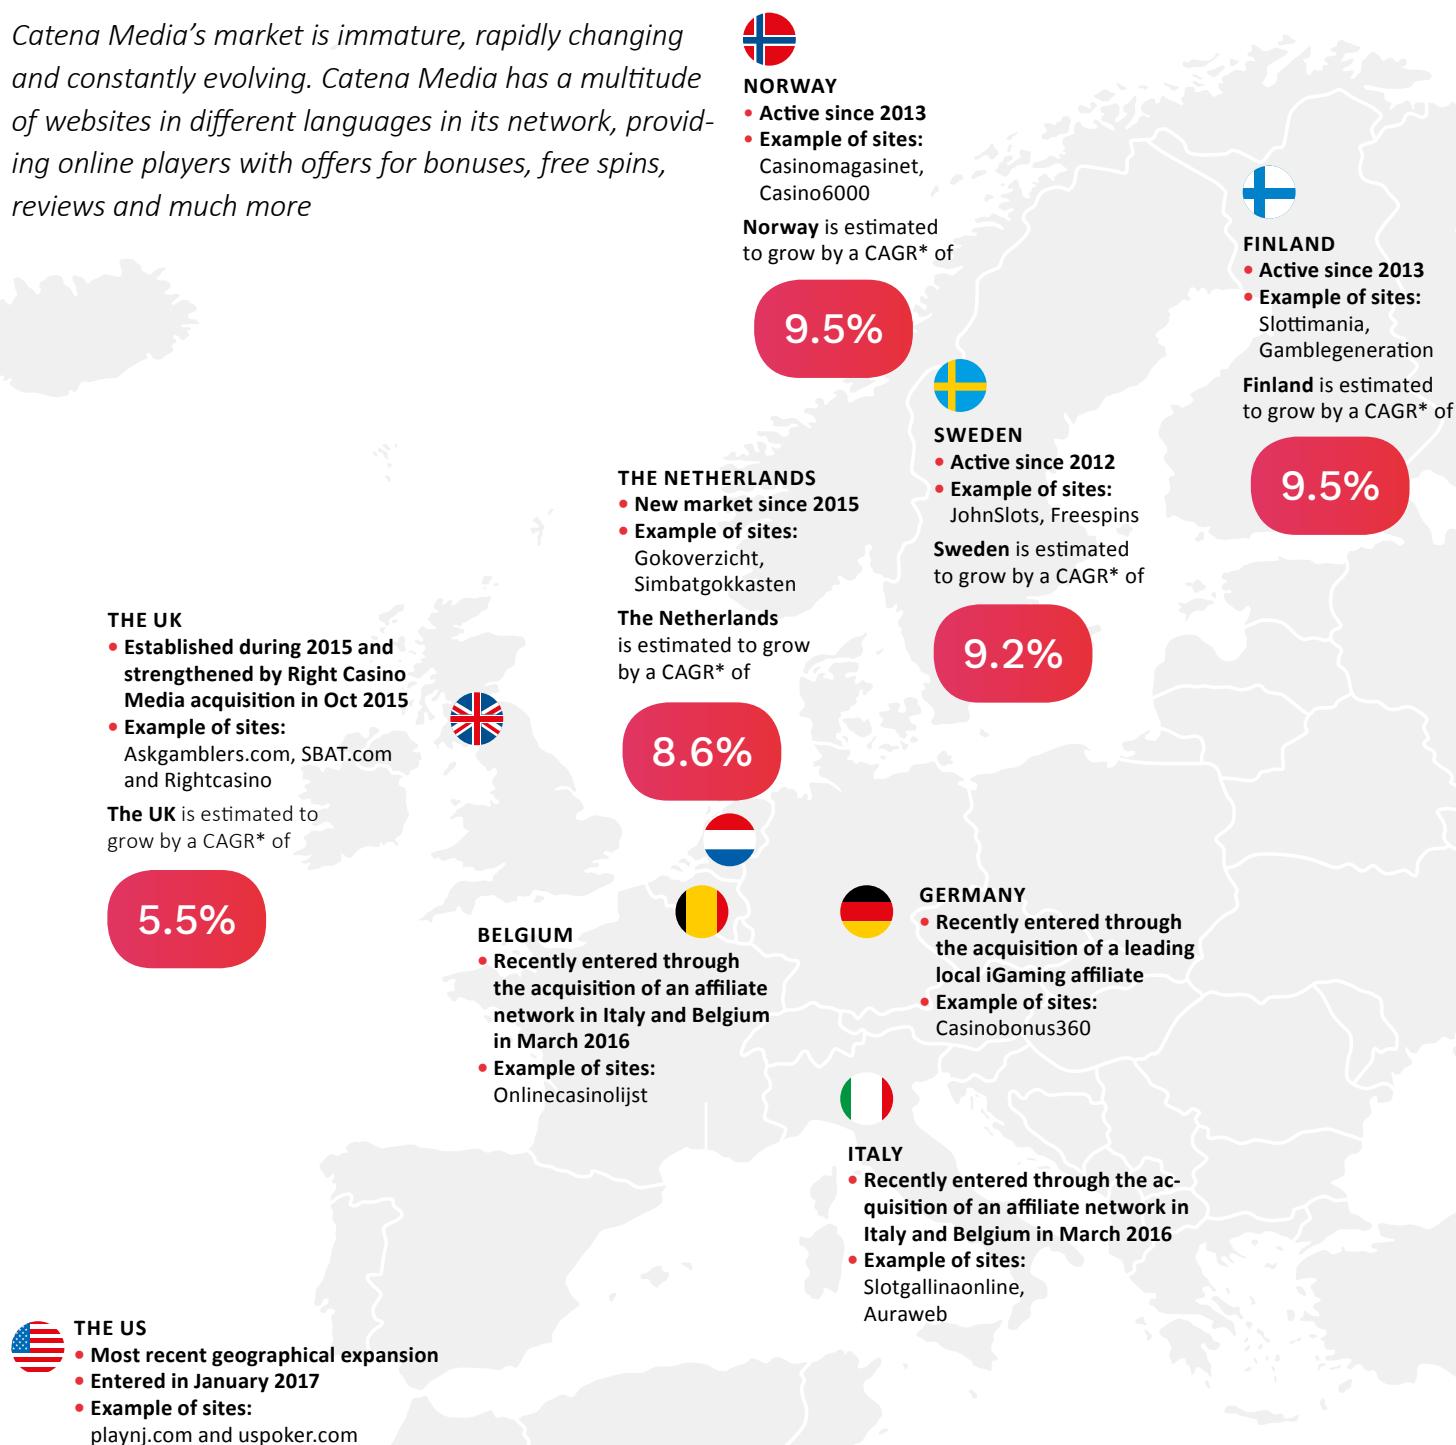 Catena Media’s market is immature, rapidly changing
and constantly evolving. Catena Media has a multitude
of websites in different languages in its network, provid-
ing online players with offers for bonuses, free spins,
reviews and much more
NORWAY
• Active since 2013
• Example of sites:
Casinomagasinet,
Casino6000
Norway is estimated
to grow by a CAGR* of
9.5%
FINLAND
• Active since 2013
• Example of sites:
Slottimania,
Gamblegeneration
Finland is estimated
to grow by a CAGR* of
9.5%
SWEDEN
• Active since 2012
• Example of sites:
JohnSlots, Freespins
Sweden is estimated
to grow by a CAGR* of
9.2%
THE NETHERLANDS
• New market since 2015
• Example of sites:
Gokoverzicht,
Simbatgokkasten
The Netherlands
is estimated to grow
by a CAGR* of
8.6%
THE UK
• Established during 2015 and
strengthened by Right Casino
Media acquisition in Oct 2015
• Example of sites:
Askgamblers.com, SBAT.com
and Rightcasino
The UK is estimated to
grow by a CAGR* of
5.5%
BELGIUM
• Recently entered through
the acquisition of an affiliate
network in Italy and Belgium
in March 2016
• Example of sites:
Onlinecasinolijst
GERMANY
• Recently entered through
the acquisition of a leading
local iGaming affiliate
• Example of sites:
Casinobonus360
ITALY
• Recently entered through the ac-
quisition of an affiliate network in
Italy and Belgium in March 2016
• Example of sites:
Slotgallinaonline,
Auraweb
THE US
• Most recent geographical expansion
• Entered in January 2017
• Example of sites:
playnj.com and uspoker.com